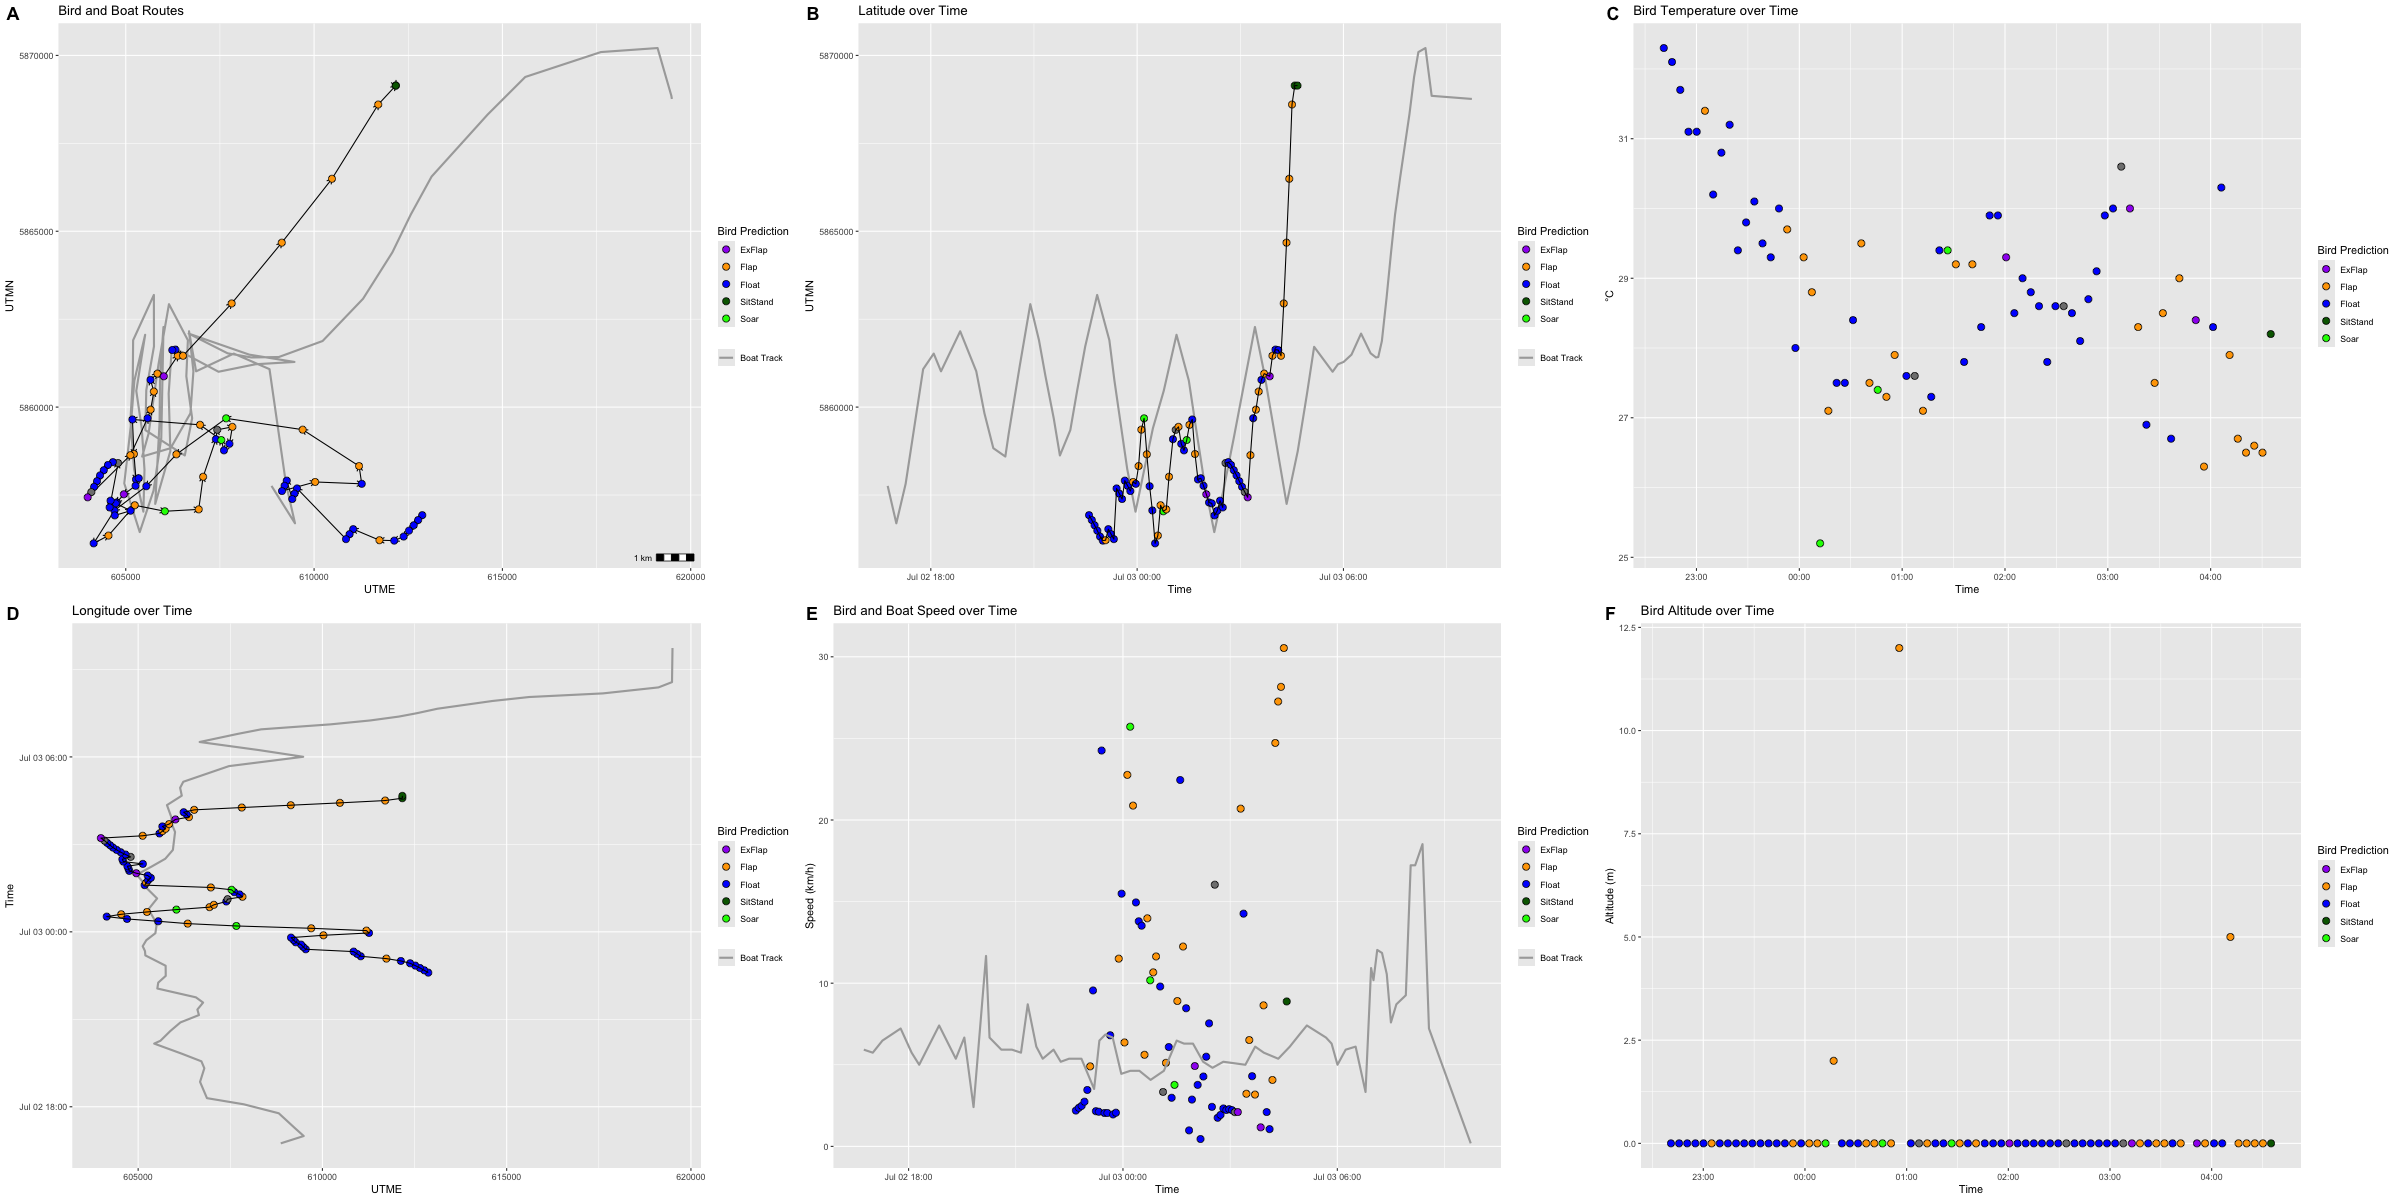 A Bird and Boat Routes
5870000
5865000
5860000
UTMN
605000 610000 615000 620000
UTME
1 km
Bird Prediction
ExFlap
Flap
Float
SitStand
Soar
Boat Track
B Latitude over Time
5870000
5865000
5860000
UTMN
Jul 02 18:00 Jul 03 00:00 Jul 03 06:00
Time
Bird Prediction
ExFlap
Flap
Float
SitStand
Soar
Boat Track
C Bird Temperature over Time
31
29
27
25
°C
23:00 00:00 01:00 02:00 03:00 04:00
Time
Bird Prediction
ExFlap
Flap
Float
SitStand
Soar
D Longitude over Time
Jul 03 06:00
Jul 03 00:00
Jul 02 18:00
Time
605000 610000 615000 620000
UTME
Bird Prediction
ExFlap
Flap
Float
SitStand
Soar
Boat Track
E Bird and Boat Speed over Time
30
20
10
0
Speed (km/h)
Jul 02 18:00 Jul 03 00:00 Jul 03 06:00
Time
Bird Prediction
ExFlap
Flap
Float
SitStand
Soar
Boat Track
F Bird Altitude over Time
12.5
10.0
7.5
5.0
2.5
0.0
Altitude (m)
23:00 00:00 01:00 02:00 03:00 04:00
Time
Bird Prediction
ExFlap
Flap
Float
SitStand
Soar